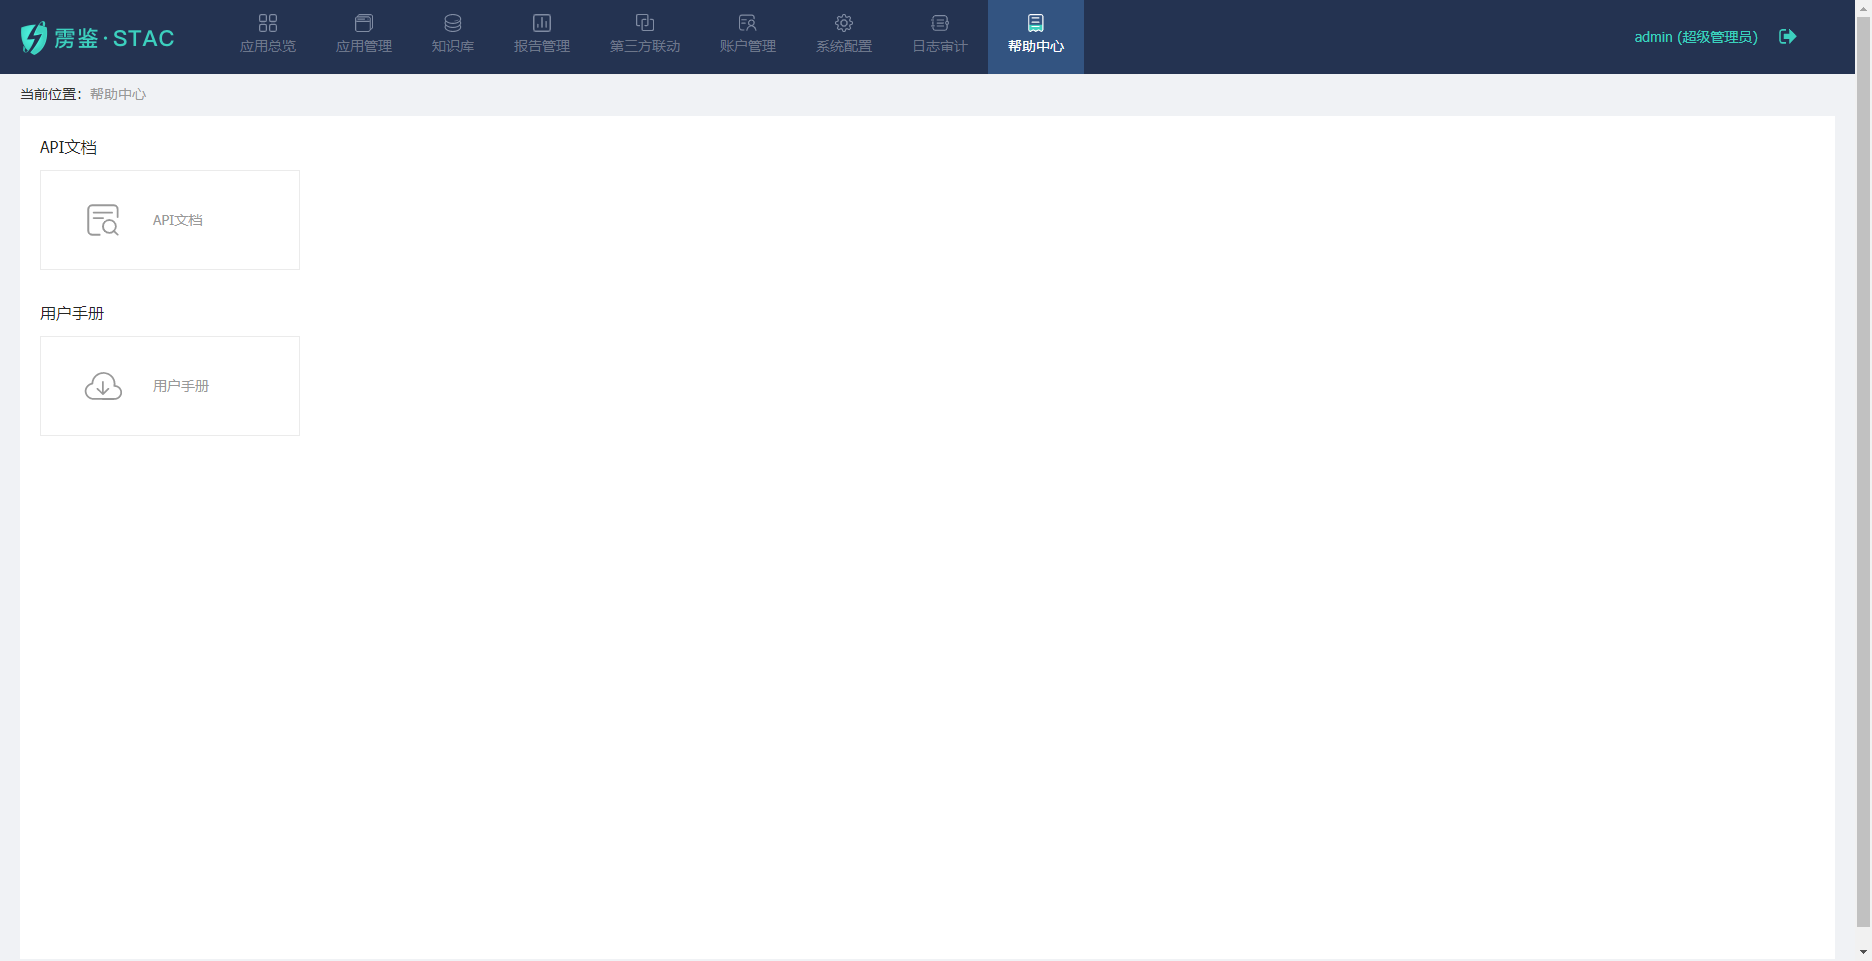 雳鉴·STAC
应用总览
应用管理
知识库
报告管理
第三方联动
账户管理
系统配置
日志审计
帮助中心
admin (超级管理员)
当前位置：帮助中心
API文档
API文档
用户手册
用户手册